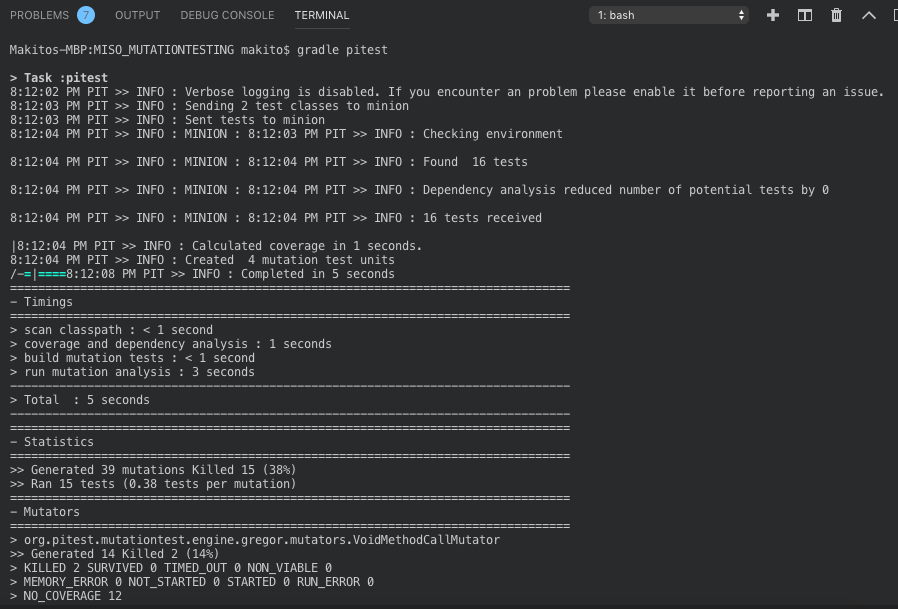 PROBLEMS 7 OUTPUT DEBUG CONSOLE TERMINAL 1: bash
Makitos-MBP:MISO_MUTATIONTESTING makito$ gradle pitest
> Task :pitest
8:12:02 PM PIT >> INFO : Verbose logging is disabled. If you encounter an problem please enable it before reporting an issue.
8:12:03 PM PIT >> INFO : Sending 2 test classes to minion
8:12:03 PM PIT >> INFO : Sent tests to minion
8:12:04 PM PIT >> INFO : MINION : 8:12:03 PM PIT >> INFO : Checking environment
8:12:04 PM PIT >> INFO : MINION : 8:12:04 PM PIT >> INFO : Found  16 tests
8:12:04 PM PIT >> INFO : MINION : 8:12:04 PM PIT >> INFO : Dependency analysis reduced number of potential tests by 0
8:12:04 PM PIT >> INFO : MINION : 8:12:04 PM PIT >> INFO : 16 tests received
|8:12:04 PM PIT >> INFO : Calculated coverage in 1 seconds.
8:12:04 PM PIT >> INFO : Created  4 mutation test units
/-=|====8:12:08 PM PIT >> INFO : Completed in 5 seconds
================================================================================
- Timings
================================================================================
> scan classpath : < 1 second
> coverage and dependency analysis : 1 seconds
> build mutation tests : < 1 second
> run mutation analysis : 3 seconds
--------------------------------------------------------------------------------
> Total  : 5 seconds
--------------------------------------------------------------------------------
================================================================================
- Statistics
================================================================================
>> Generated 39 mutations Killed 15 (38%)
>> Ran 15 tests (0.38 tests per mutation)
================================================================================
- Mutators
================================================================================
> org.pitest.mutationtest.engine.gregor.mutators.VoidMethodCallMutator
>> Generated 14 Killed 2 (14%)
> KILLED 2 SURVIVED 0 TIMED_OUT 0 NON_VIABLE 0
> MEMORY_ERROR 0 NOT_STARTED 0 STARTED 0 RUN_ERROR 0
> NO_COVERAGE 12